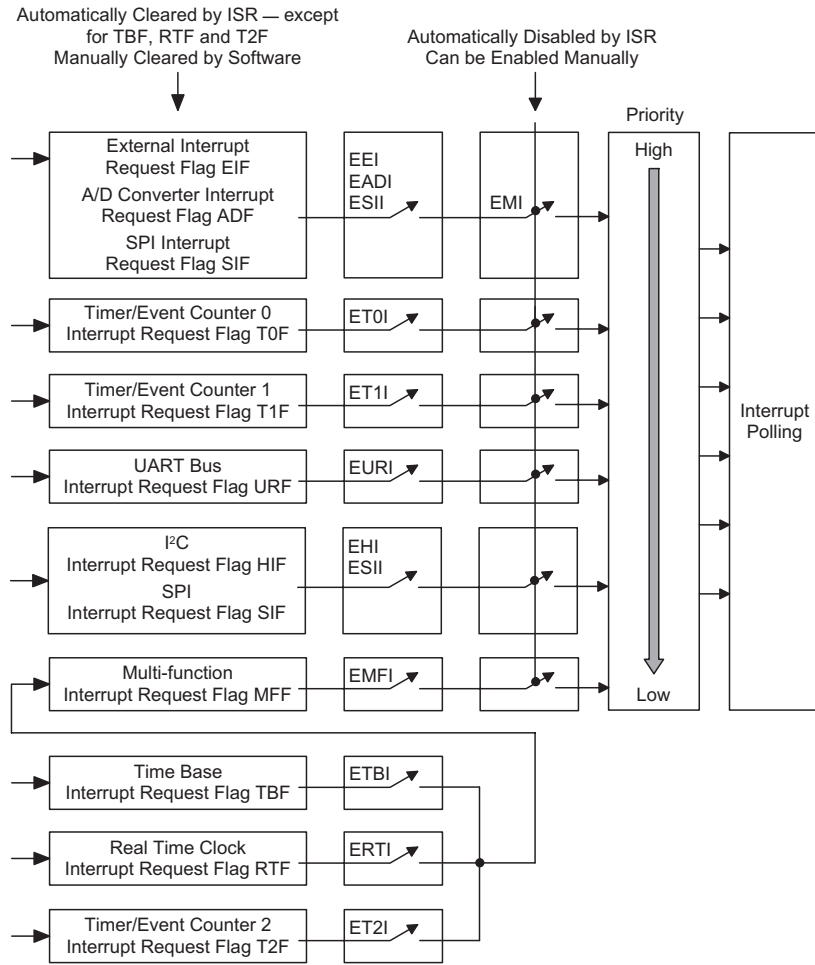 Automatically Cleared by ISR — except
for TBF, RTF and T2F
Manually Cleared by Software
Automatically Disabled by ISR
Can be Enabled Manually
Priority
High
External Interrupt
Request Flag EIF
A/D Converter Interrupt
Request Flag ADF
SPI Interrupt
Request Flag SIF
EEI
EADI
ESII
EMI
Timer/Event Counter 0
Interrupt Request Flag T0F
ET0I
Timer/Event Counter 1
Interrupt Request Flag T1F
ET1I
Interrupt
Polling
UART Bus
Interrupt Request Flag URF
EURI
I²C
Interrupt Request Flag HIF
SPI
Interrupt Request Flag SIF
EHI
ESII
Multi-function
Interrupt Request Flag MFF
EMFI
Low
Time Base
Interrupt Request Flag TBF
ETBI
Real Time Clock
Interrupt Request Flag RTF
ERTI
Timer/Event Counter 2
Interrupt Request Flag T2F
ET2I